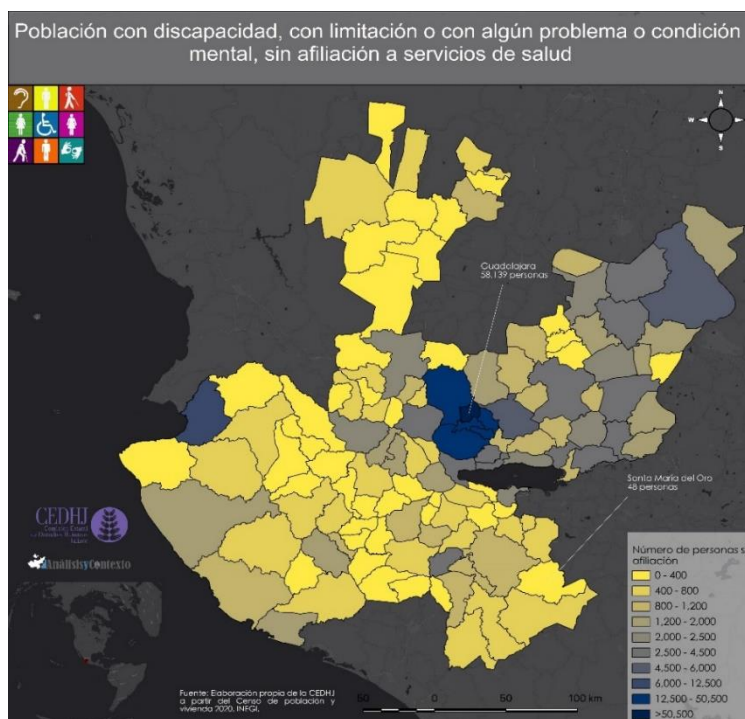 Población con discapacidad, con limitación o con algún problema o condición
mental, sin afiliación a servicios de salud
N
W
E
S
Guadalajara
58,139 personas
Santa María del Oro
48 personas
CEDHJ
AnálisisyContexto
Número de personas s
afiliación
0 - 400
400 - 800
800 - 1,200
1,200 - 2,000
2,000 - 2,500
2,500 - 4,500
4,500 - 6,000
6,000 - 12,500
12,500 - 50,500
>50,500
Fuente: Elaboración propia de la CEDHJ
a partir del Censo de población y
vivienda 2020, INEGI.
50 0 50 100 km